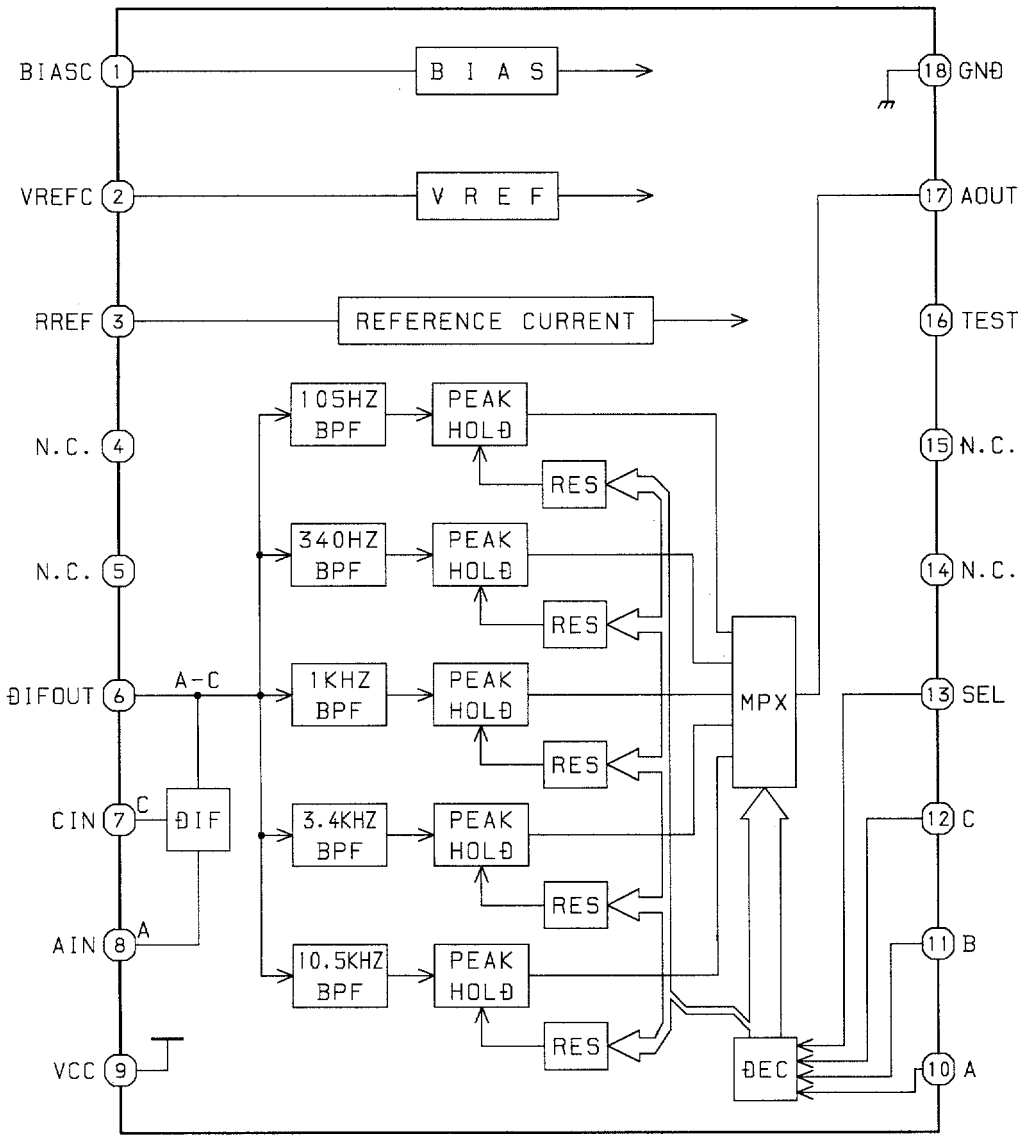 BIASC 1 B I A S 18 GND
VREFC 2 V R E F 17 AOUT
RREF 3 REFERENCE CURRENT 16 TEST
105HZ BPF
PEAK HOLD
N.C. 4 15 N.C.
RES
340HZ BPF
PEAK HOLD
N.C. 5 14 N.C.
RES
DIFOUT 6 A-C
1KHZ BPF
PEAK HOLD
MPX
13 SEL
RES
CIN 7 C DIF
3.4KHZ BPF
PEAK HOLD
12 C
RES
AIN 8 A
11 B
10.5KHZ BPF
PEAK HOLD
RES
VCC 9
DEC
10 A